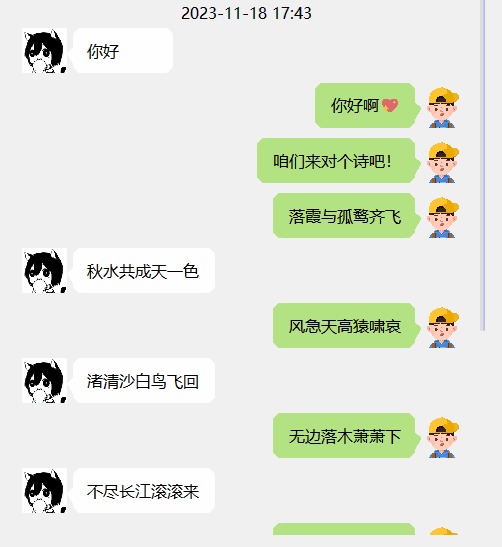 2023-11-18 17:43
你好
你好啊💖
咱们来对个诗吧！
落霞与孤鹜齐飞
秋水共成天一色
风急天高猿啸哀
渚清沙白鸟飞回
无边落木萧萧下
不尽长江滚滚来